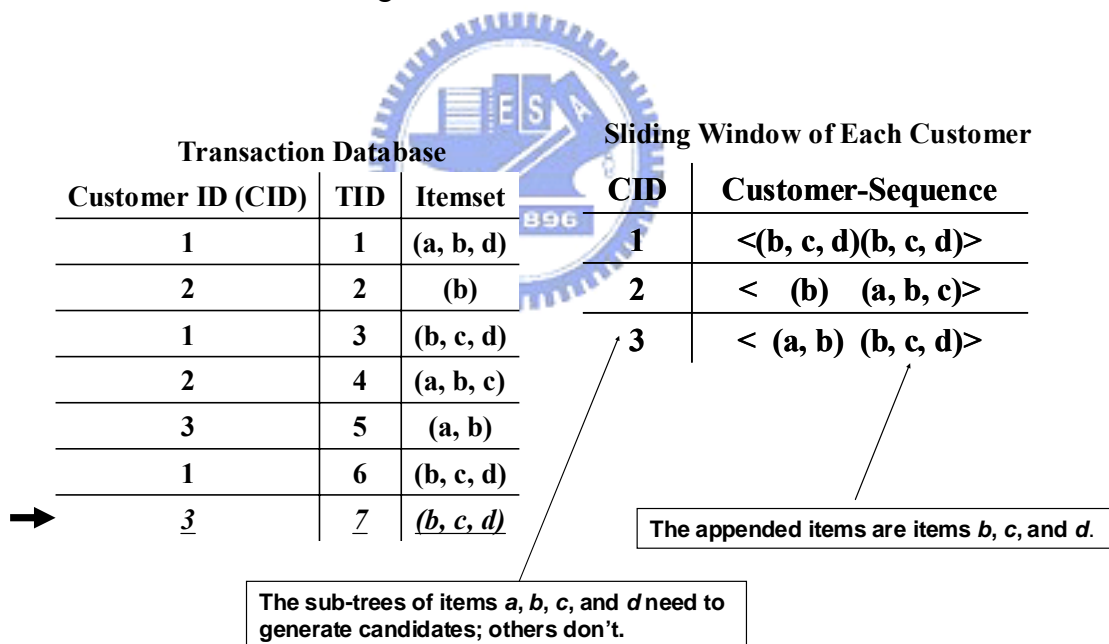 Transaction Database
Customer ID (CID) TID Itemset
1 1 (a, b, d)
2 2 (b)
1 3 (b, c, d)
2 4 (a, b, c)
3 5 (a, b)
1 6 (b, c, d)
3 7 (b, c, d)
Sliding Window of Each Customer
CID Customer-Sequence
1 <(b, c, d)(b, c, d)>
2 < (b) (a, b, c)>
3 < (a, b) (b, c, d)>
E S A
896
The appended items are items b, c, and d.
The sub-trees of items a, b, c, and d need to
generate candidates; others don't.